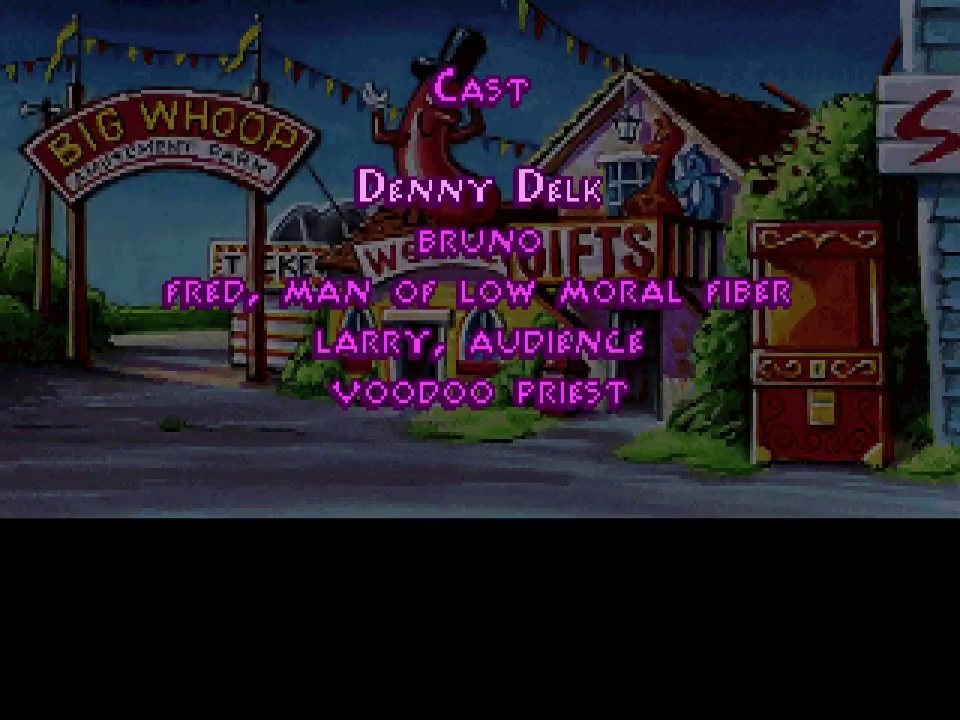 Cast
BIG WHOOP
AMUSEMENT PARK
Denny Delk
BRUNO
GIFTS
FRED, MAN OF LOW MORAL FIBER
LARRY, AUDIENCE
VOODOO PRIEST